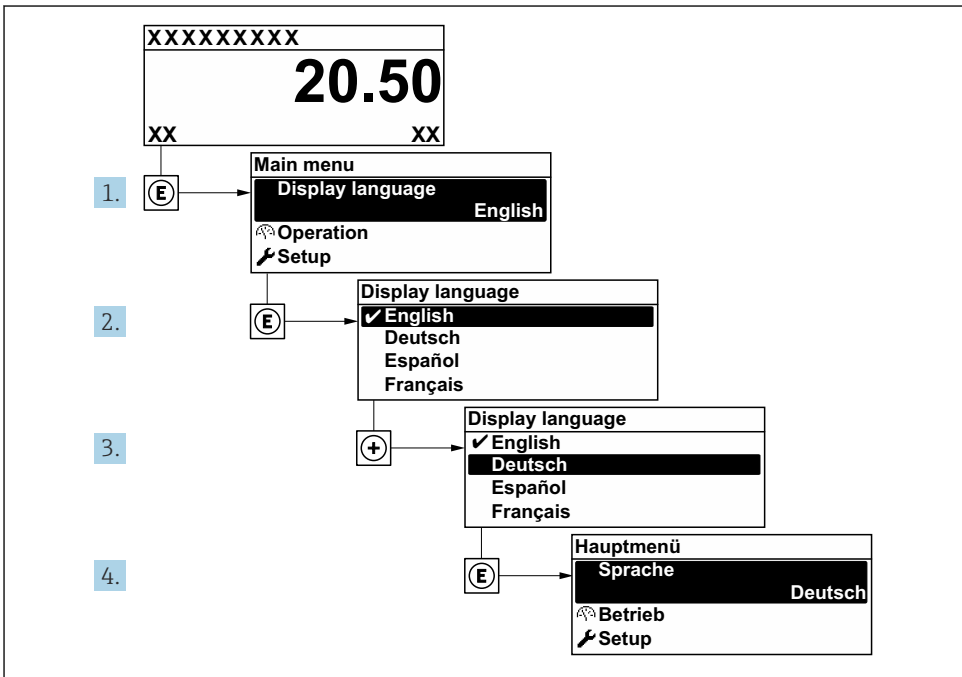 XXXXXXXXX
20.50
XX XX
1. E
Main menu
Display language
English
Operation
Setup
2. E
Display language
✔ English
Deutsch
Español
Français
3. +
Display language
✔ English
Deutsch
Español
Français
4. E
Hauptmenü
Sprache
Deutsch
Betrieb
Setup